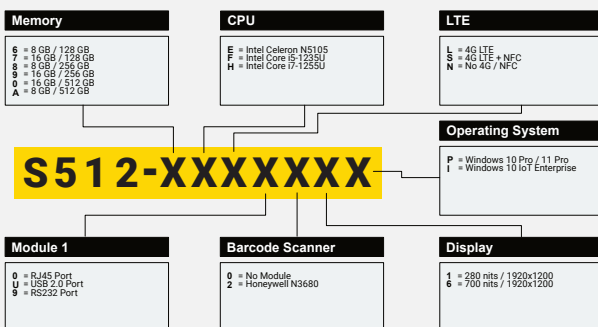 Memory
6 = 8 GB / 128 GB
7 = 16 GB / 128 GB
8 = 8 GB / 256 GB
9 = 16 GB / 256 GB
0 = 16 GB / 512 GB
A = 8 GB / 512 GB
CPU
E = Intel Celeron N5105
F = Intel Core i5-1235U
H = Intel Core i7-1255U
LTE
L = 4G LTE
S = 4G LTE + NFC
N = No 4G / NFC
Operating System
P = Windows 10 Pro / 11 Pro
I = Windows 10 IoT Enterprise
S512-XXXXXXX
Module 1
0 = RJ45 Port
U = USB 2.0 Port
9 = RS232 Port
Barcode Scanner
0 = No Module
2 = Honeywell N3680
Display
1 = 280 nits / 1920x1200
6 = 700 nits / 1920x1200